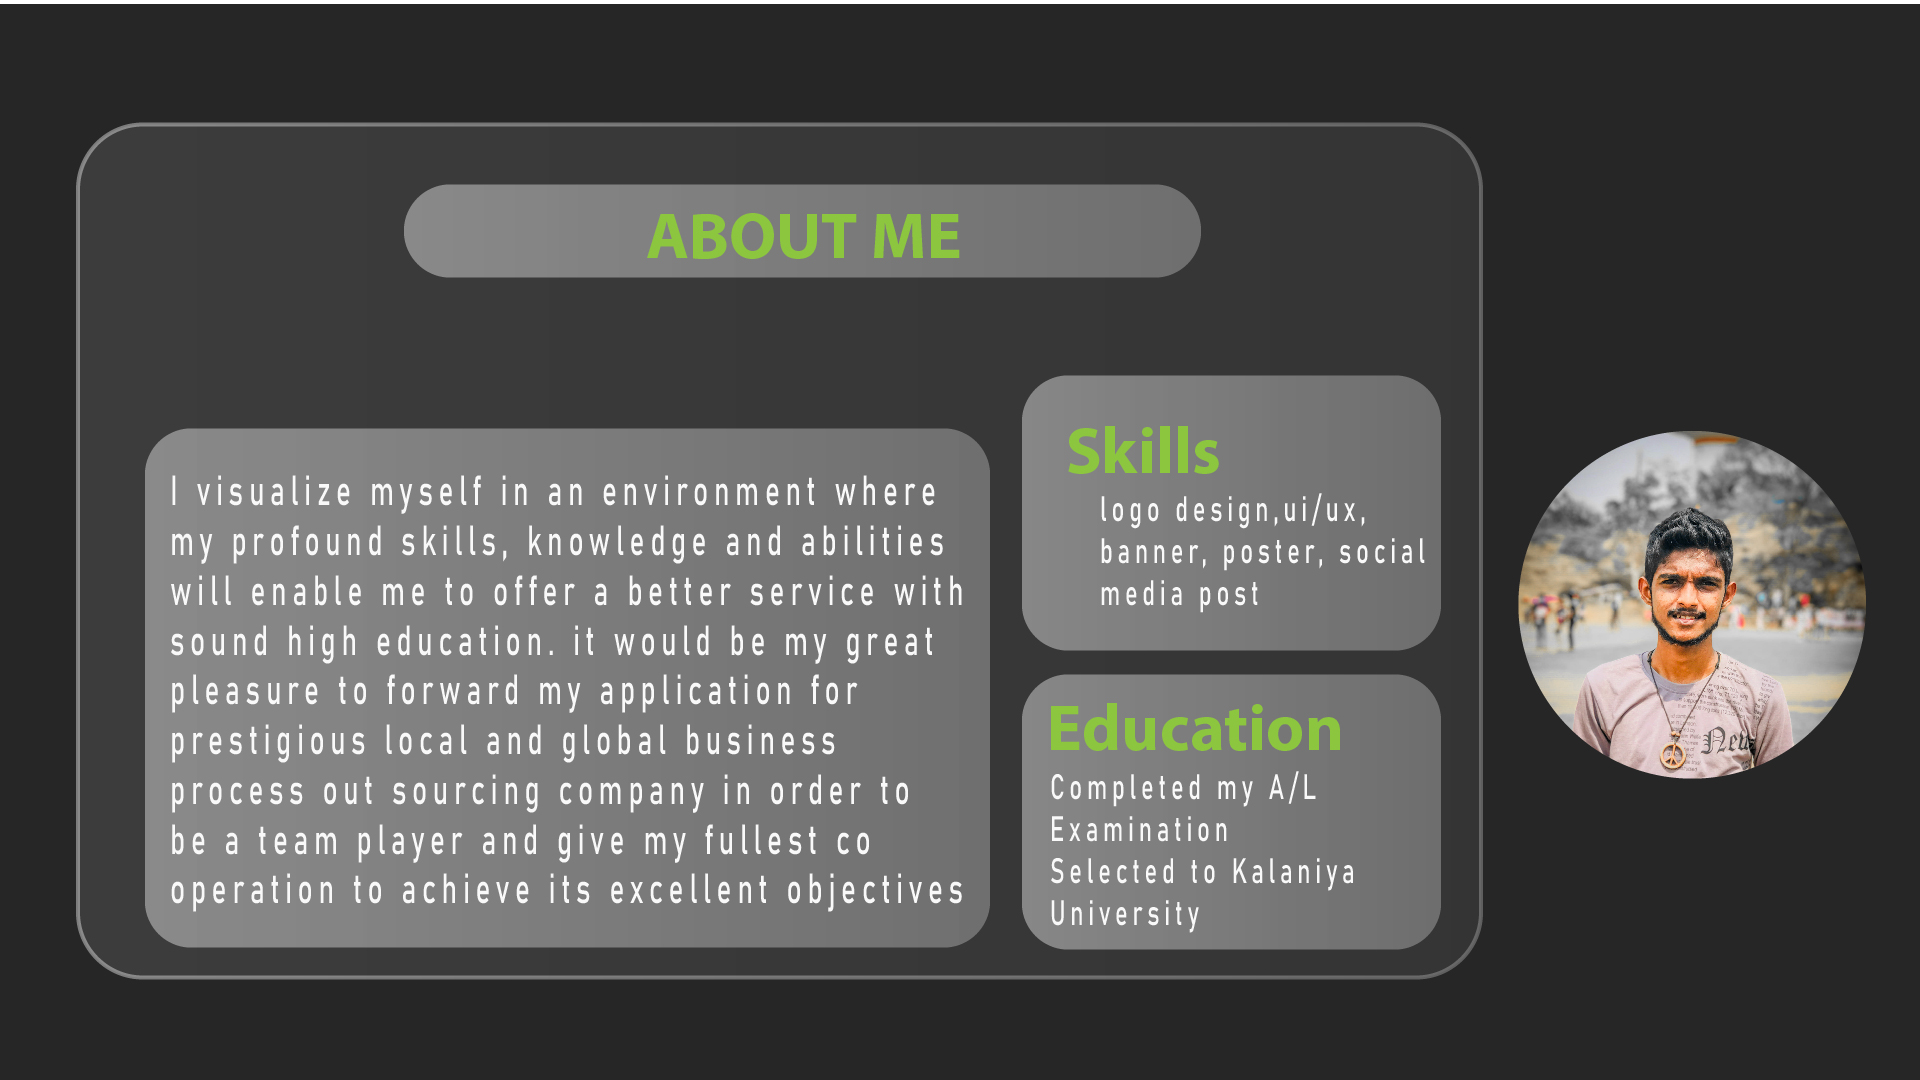 ABOUT ME
I visualize myself in an environment where
my profound skills, knowledge and abilities
will enable me to offer a better service with
sound high education. it would be my great
pleasure to forward my application for
prestigious local and global business
process out sourcing company in order to
be a team player and give my fullest co
operation to achieve its excellent objectives
Skills
logo design,ui/ux,
banner, poster, social
media post
Education
Completed my A/L
Examination
Selected to Kalaniya
University